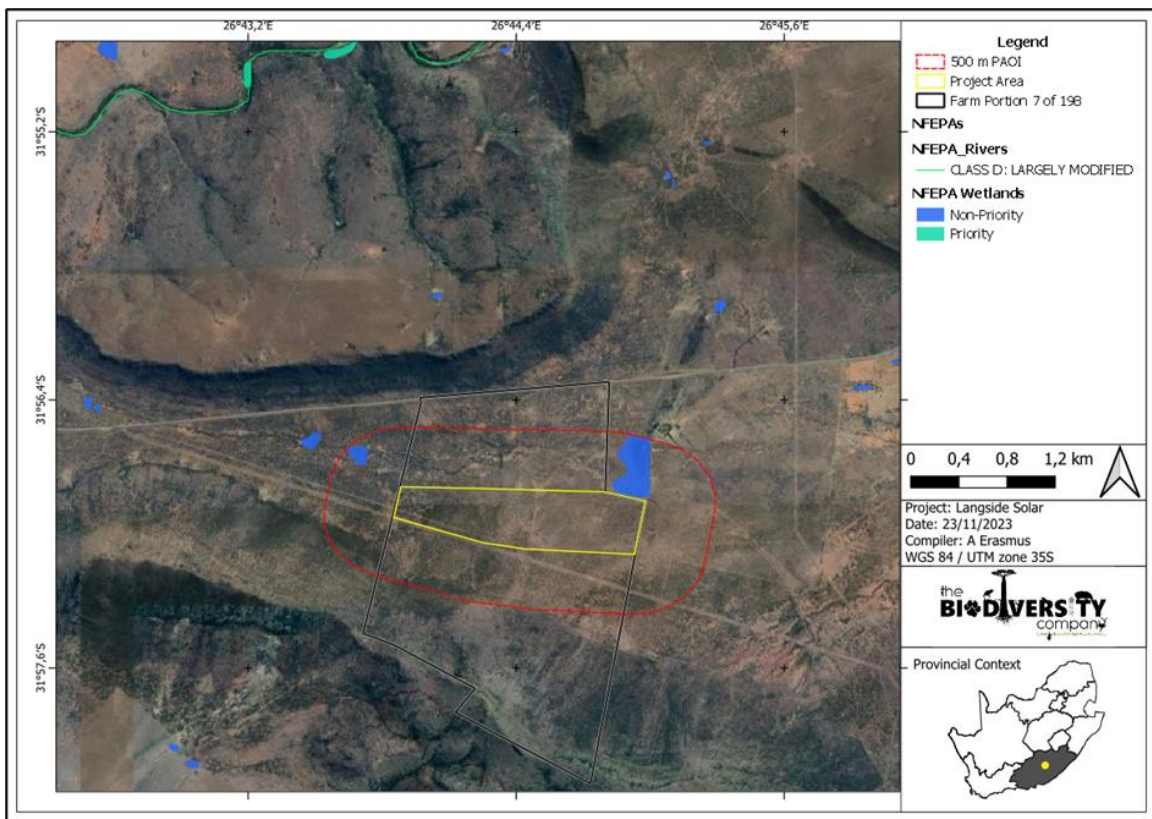 26°43,2'E
26°44,4'E
26°45,6'E
31°55,2'S
31°56,4'S
31°57,6'S
Legend
500 m PAOI
Project Area
Farm Portion 7 of 198
NFEPAs
NFEPA_Rivers
CLASS D: LARGELY MODIFIED
NFEPA Wetlands
Non-Priority
Priority
0 0,4 0,8 1,2 km
Project: Langside Solar
Date: 23/11/2023
Compiler: A Erasmus
WGS 84 / UTM zone 35S
the
BIODIVERSITY
company
Provincial Context